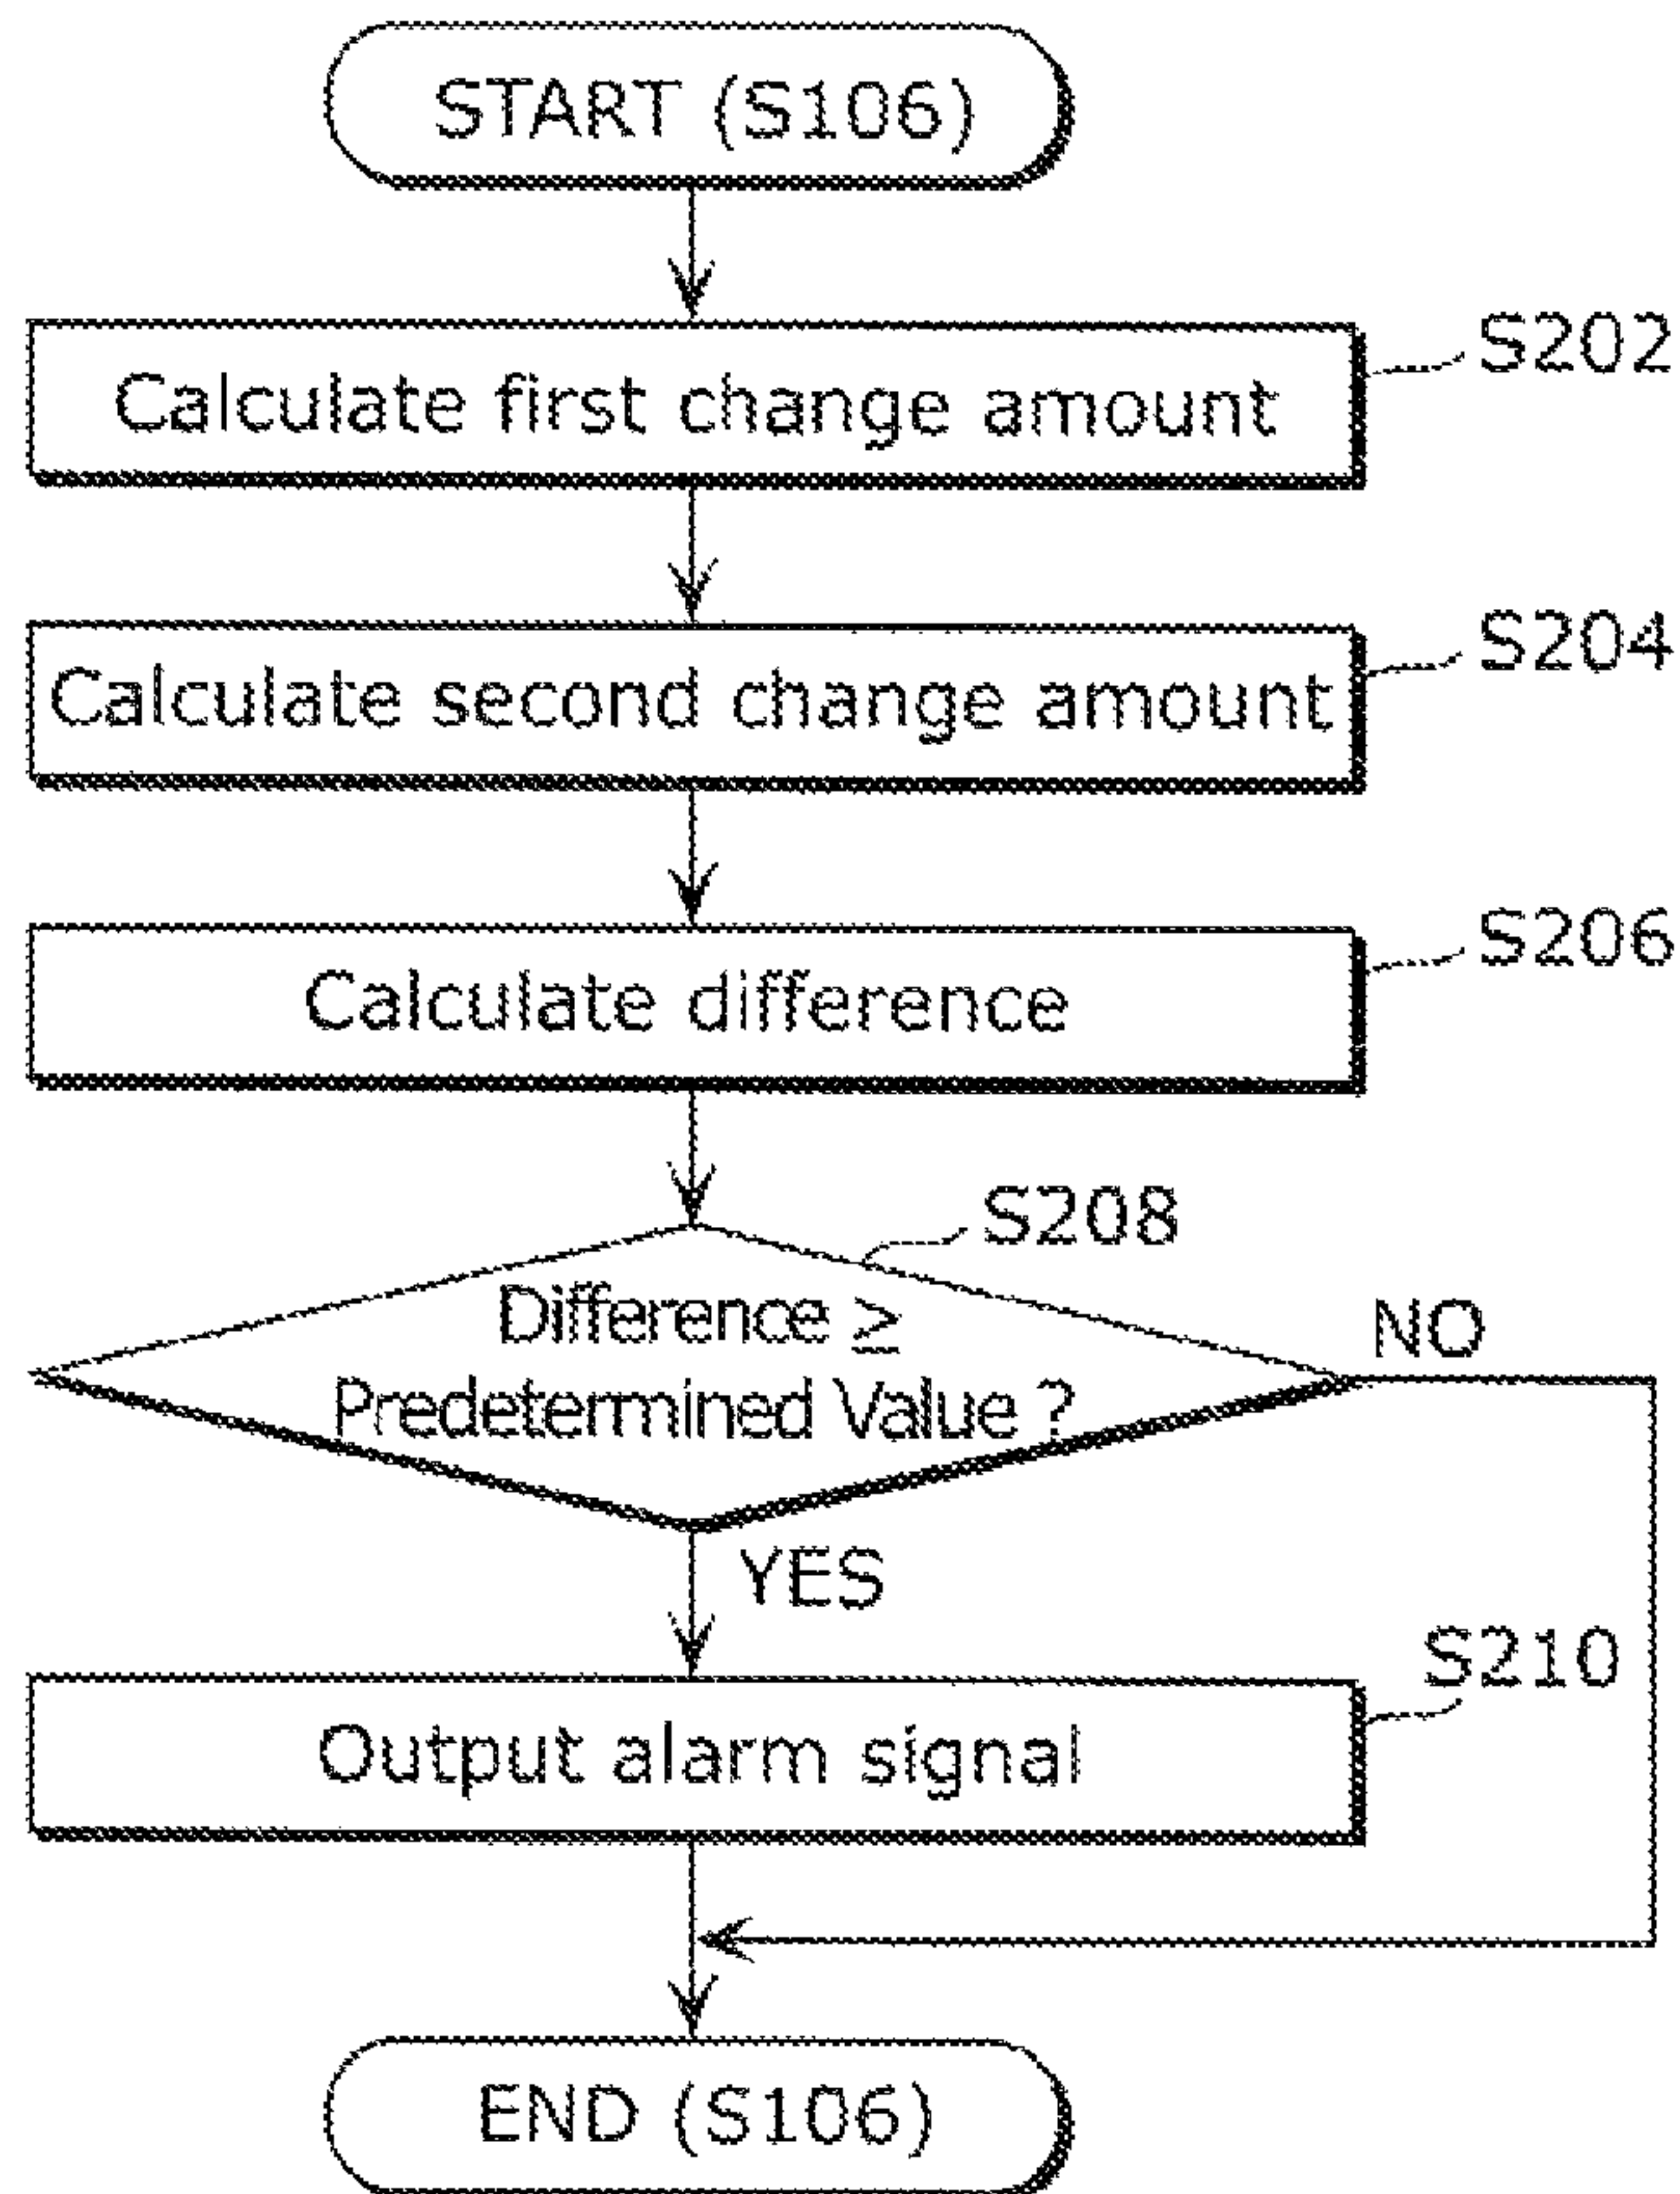 START (S106)
Calculate first change amount
S202
Calculate second change amount
S204
Calculate difference
S206
S208
Difference ≥
Predetermined Value ?
NO
YES
Output alarm signal
S210
END (S106)